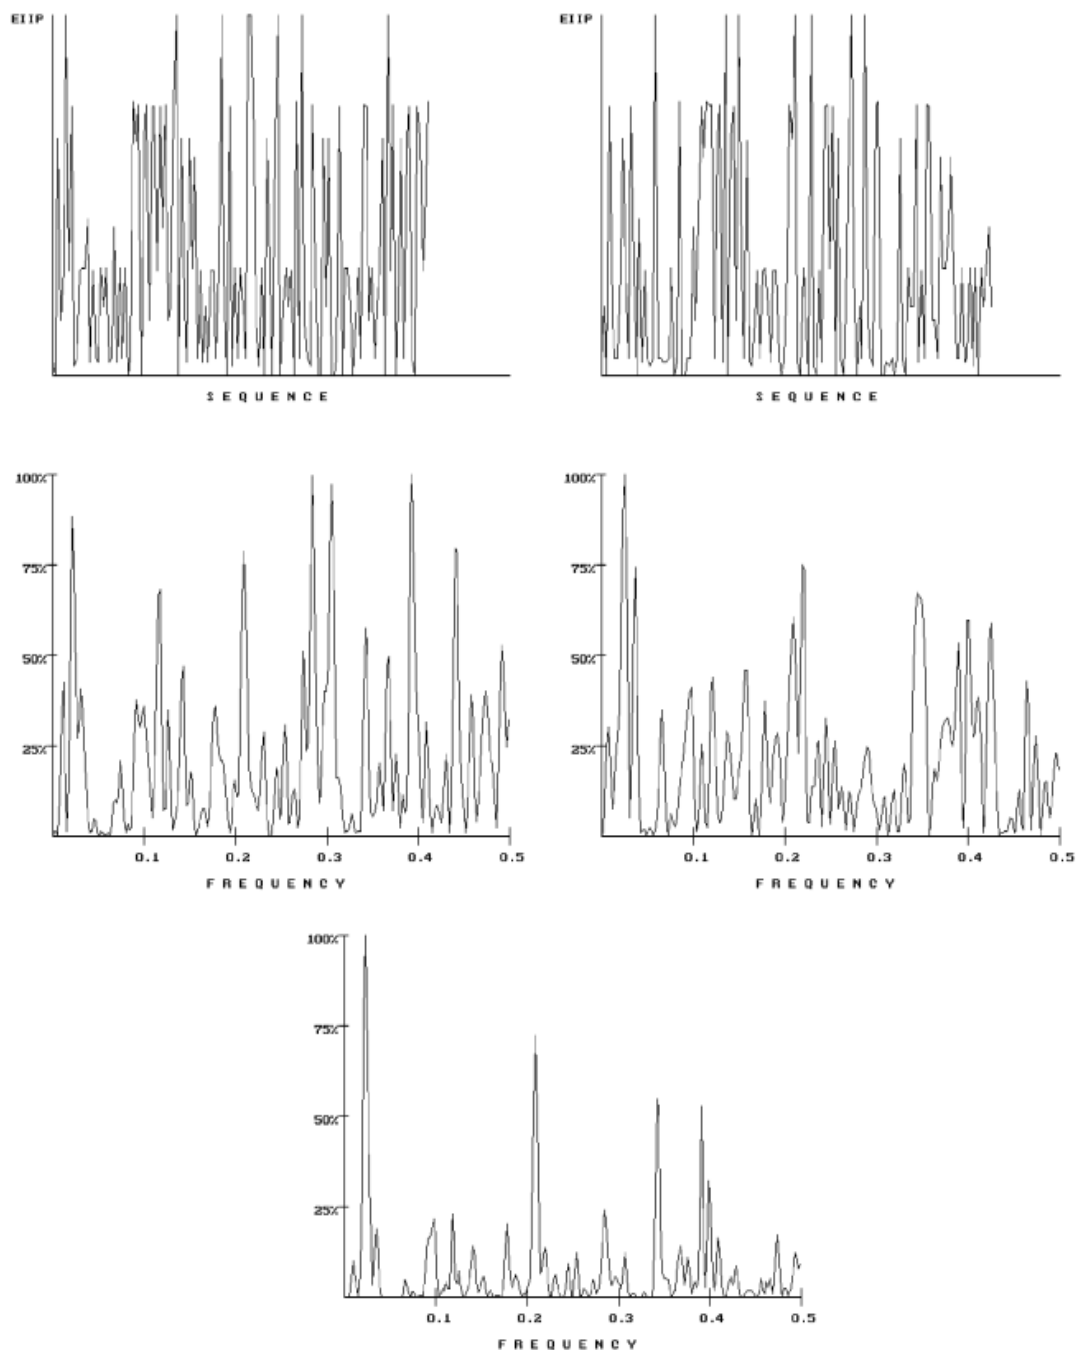 EIIP EIIP
SEQUENCE SEQUENCE
100% 100%
75% 75%
50% 50%
25% 25%
0.1 0.2 0.3 0.4 0.5 0.1 0.2 0.3 0.4 0.5
FREQUENCY FREQUENCY
100%
75%
50%
25%
0.1 0.2 0.3 0.4 0.5
FREQUENCY